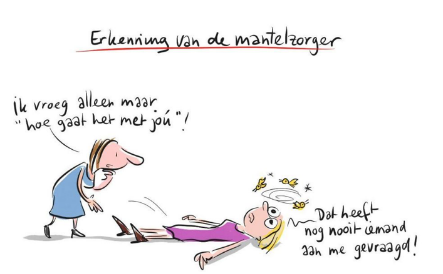 Erkenning van de mantelzorger
ik vroeg alleen maar
"hoe gaat het met jóú"!
Dat heeft
nog nooit iemand
aan me gevraagd!